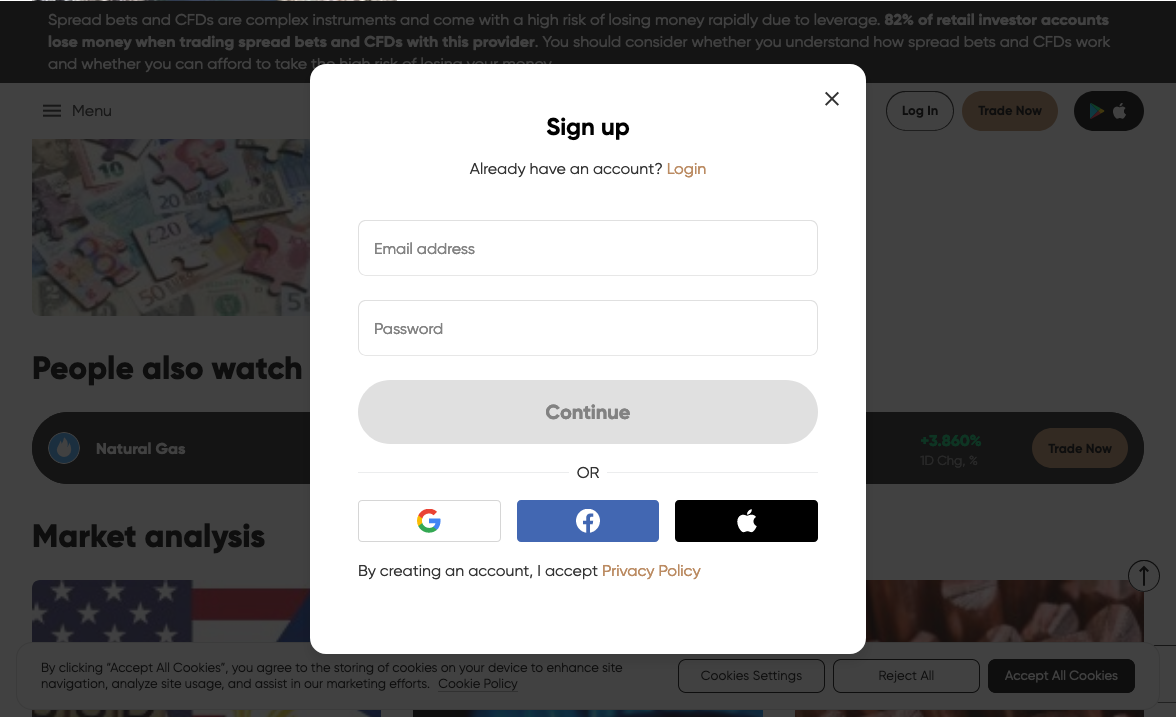 Spread bets and CFDs are complex instruments and come with a high risk of losing money rapidly due to leverage. 82% of retail investor accounts
lose money when trading spread bets and CFDs with this provider. You should consider whether you understand how spread bets and CFDs work
and whether you can afford to take the high risk of losing your money.
Menu
Log In
Trade Now
Sign up
Already have an account? Login
Email address
Password
Continue
OR
By creating an account, I accept Privacy Policy
10
20
£20
50
5
People also watch
Natural Gas
+3.860%
1D Chg, %
Trade Now
Market analysis
By clicking “Accept All Cookies”, you agree to the storing of cookies on your device to enhance site
navigation, analyze site usage, and assist in our marketing efforts. Cookie Policy
Cookies Settings
Reject All
Accept All Cookies